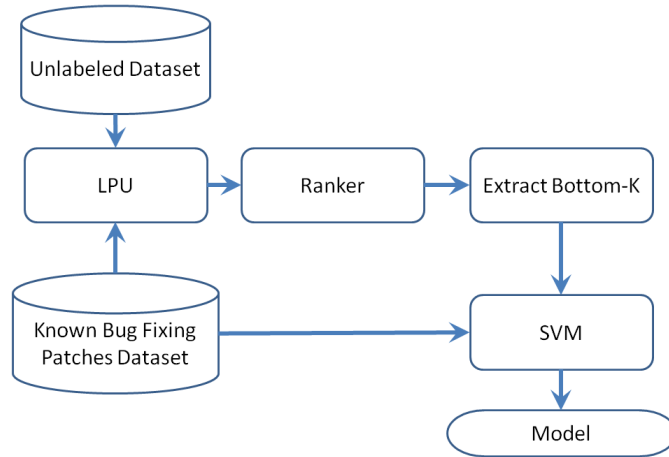 Unlabeled Dataset
LPU
Ranker
Extract Bottom-K
Known Bug Fixing
Patches Dataset
SVM
Model